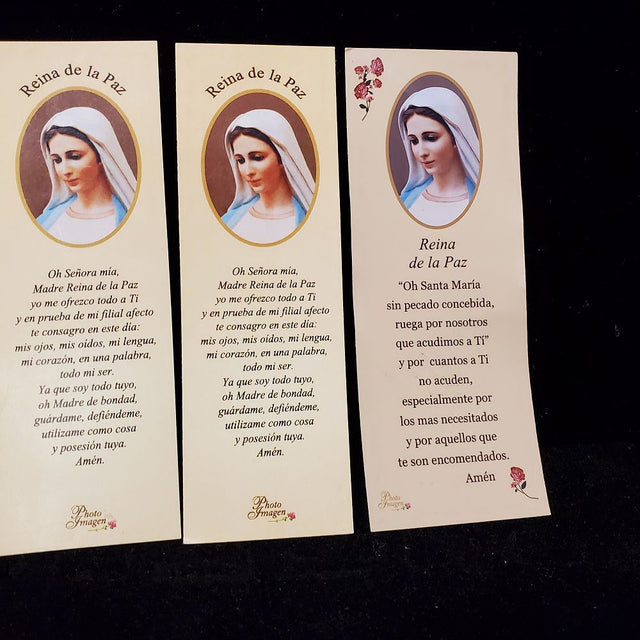 Reina de la Paz
Oh Señora mía,
Madre Reina de la Paz
yo me ofrezco todo a Ti
y en prueba de mi filial afecto
te consagro en este día:
mis ojos, mis oídos, mi lengua,
mi corazón, en una palabra,
todo mi ser.
Ya que soy todo tuyo,
oh Madre de bondad,
guárdame, defiéndeme,
utilízame como cosa
y posesión tuya.
Amén.
Photo
Imagen
Reina de la Paz
Oh Señora mía,
Madre Reina de la Paz
yo me ofrezco todo a Ti
y en prueba de mi filial afecto
te consagro en este día:
mis ojos, mis oídos, mi lengua,
mi corazón, en una palabra,
todo mi ser.
Ya que soy todo tuyo,
oh Madre de bondad,
guárdame, defiéndeme,
utilízame como cosa
y posesión tuya.
Amén.
Photo
Imagen
Reina
de la Paz
“Oh Santa María
sin pecado concebida,
ruega por nosotros
que acudimos a Tí”
y por cuantos a Ti
no acuden,
especialmente por
los mas necesitados
y por aquellos que
te son encomendados.
Amén
Photo
Imagen